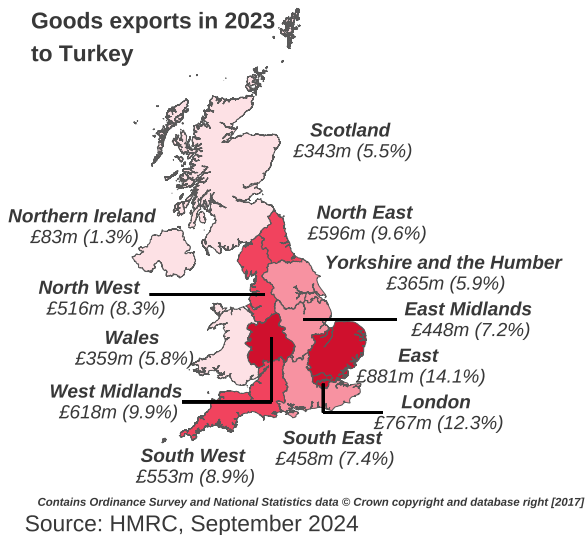 Goods exports in 2023
to Turkey
Scotland
£343m (5.5%)
Northern Ireland
£83m (1.3%)
North East
£596m (9.6%)
Yorkshire and the Humber
£365m (5.9%)
North West
£516m (8.3%)
East Midlands
£448m (7.2%)
Wales
£359m (5.8%)
East
£881m (14.1%)
West Midlands
£618m (9.9%)
London
£767m (12.3%)
South East
£458m (7.4%)
South West
£553m (8.9%)
Contains Ordinance Survey and National Statistics data © Crown copyright and database right [2017]
Source: HMRC, September 2024